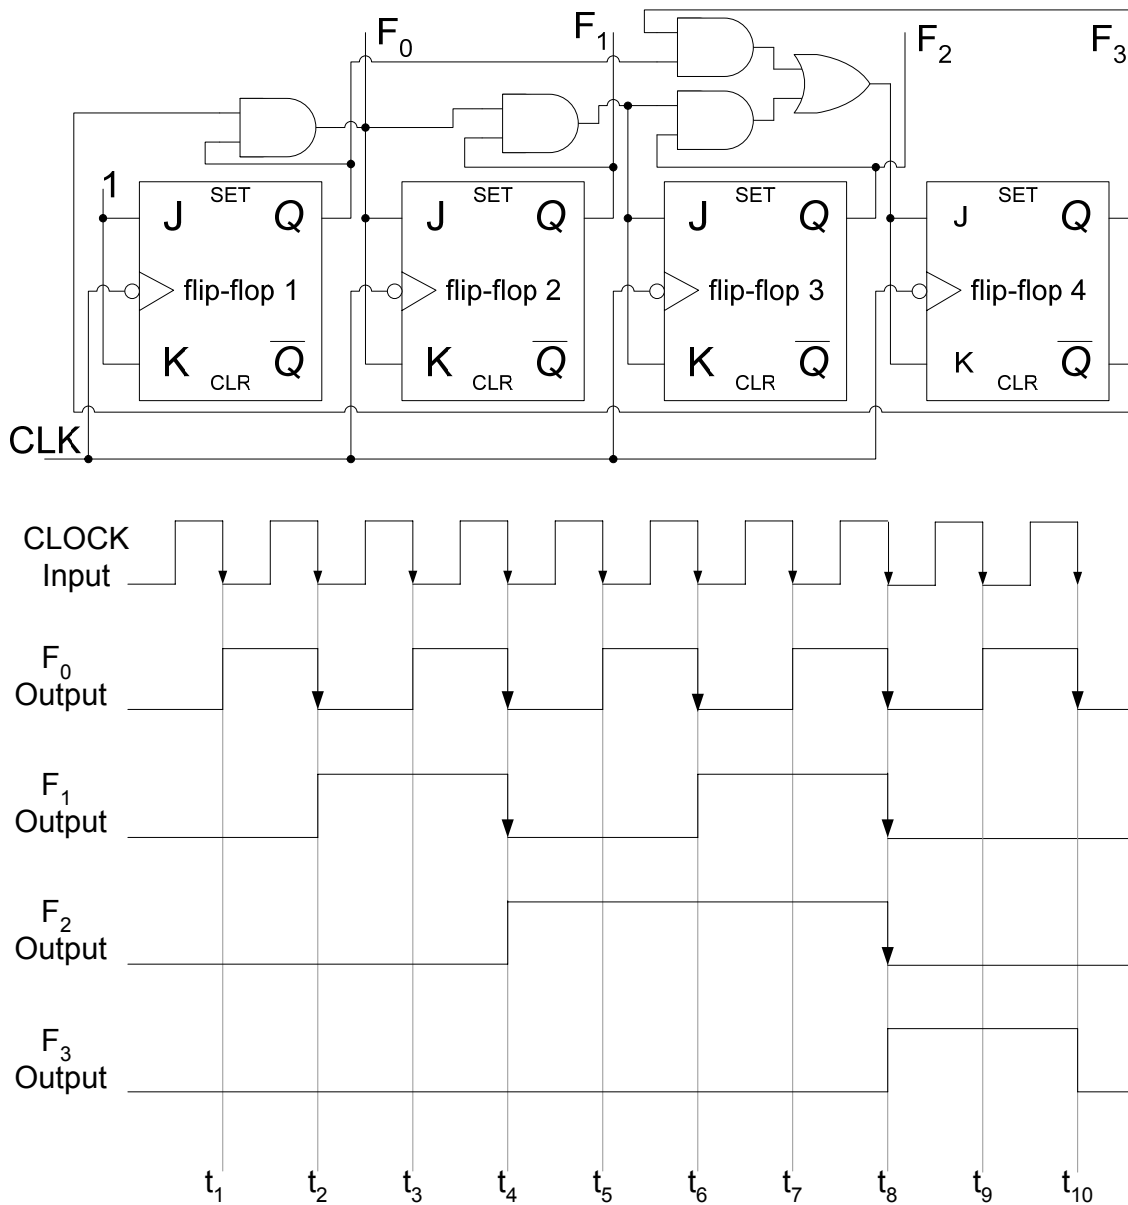 F0 F1 F2 F3
1
SET SET SET SET
J Q J Q J Q J Q
flip-flop 1 flip-flop 2 flip-flop 3 flip-flop 4
K Q K Q K Q K Q
CLR CLR CLR CLR
CLK
CLOCK
Input
F0
Output
F1
Output
F2
Output
F3
Output
t1 t2 t3 t4 t5 t6 t7 t8 t9 t10